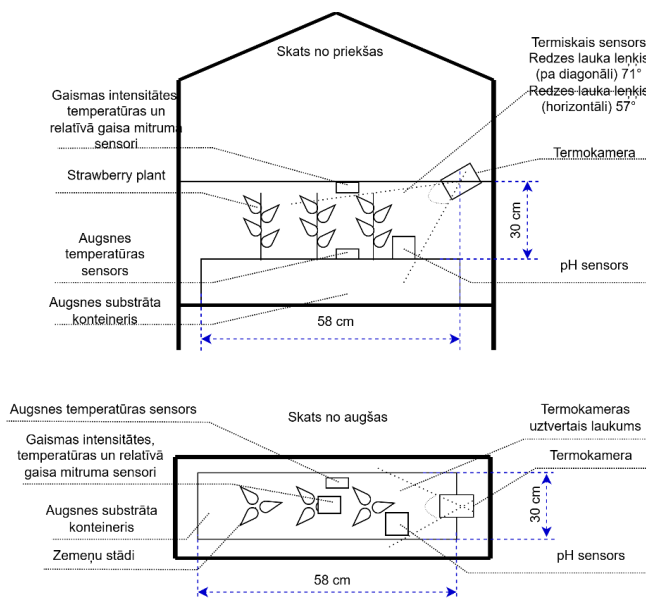 Skats no priekšas
Termiskais sensors
Redzes lauka leņķis
(pa diagonāli) 71°
Redzes lauka leņķis
(horizontāli) 57°
Gaismas intensitātes
temperatūras un
relatīvā gaisa mitruma
sensori
Termokamera
Strawberry plant
30 cm
Augsnes
temperatūras
sensors
pH sensors
Augsnes substrāta
konteineris
58 cm
Augsnes temperatūras sensors
Skats no augšas
Termokameras
uztvertais laukums
Gaismas intensitātes,
temperatūras un relatīvā
gaisa mitruma sensori
Termokamera
Augsnes substrāta
konteineris
30 cm
Zemeņu stādi
pH sensors
58 cm